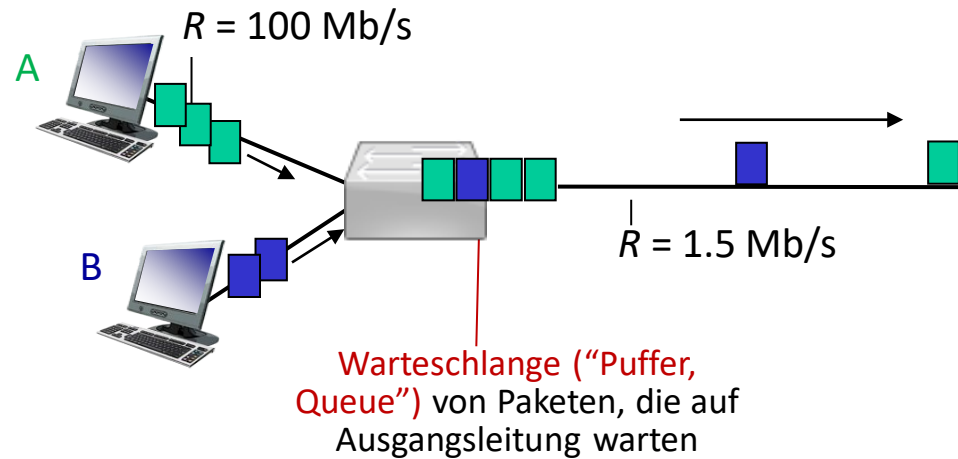 R = 100 Mb/s
A
B
R = 1.5 Mb/s
Warteschlange (“Puffer,
Queue”) von Paketen, die auf
Ausgangsleitung warten